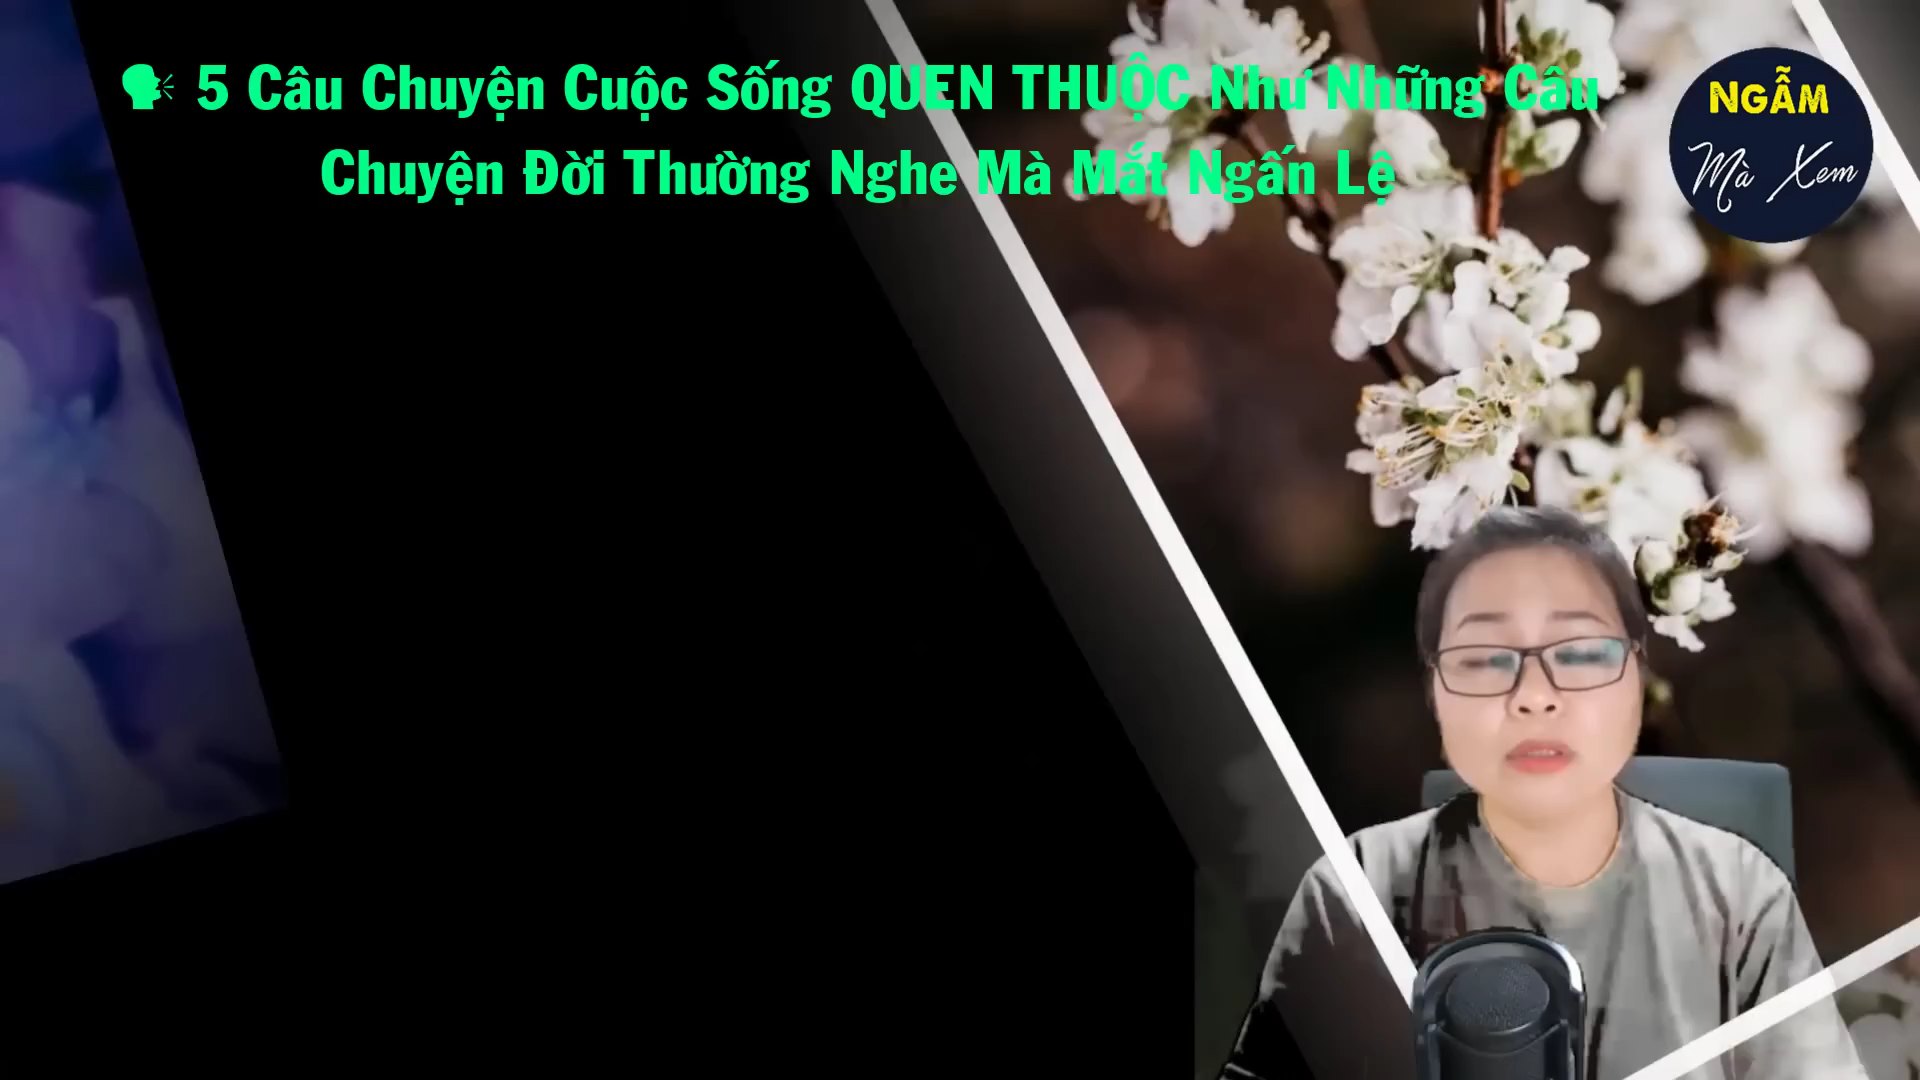 🗣 5 Câu Chuyện Cuộc Sống QUEN THUỘC Như Những Câu
Chuyện Đời Thường Nghe Mà Mắt Ngấn Lệ
NGẪM
Mà Xem